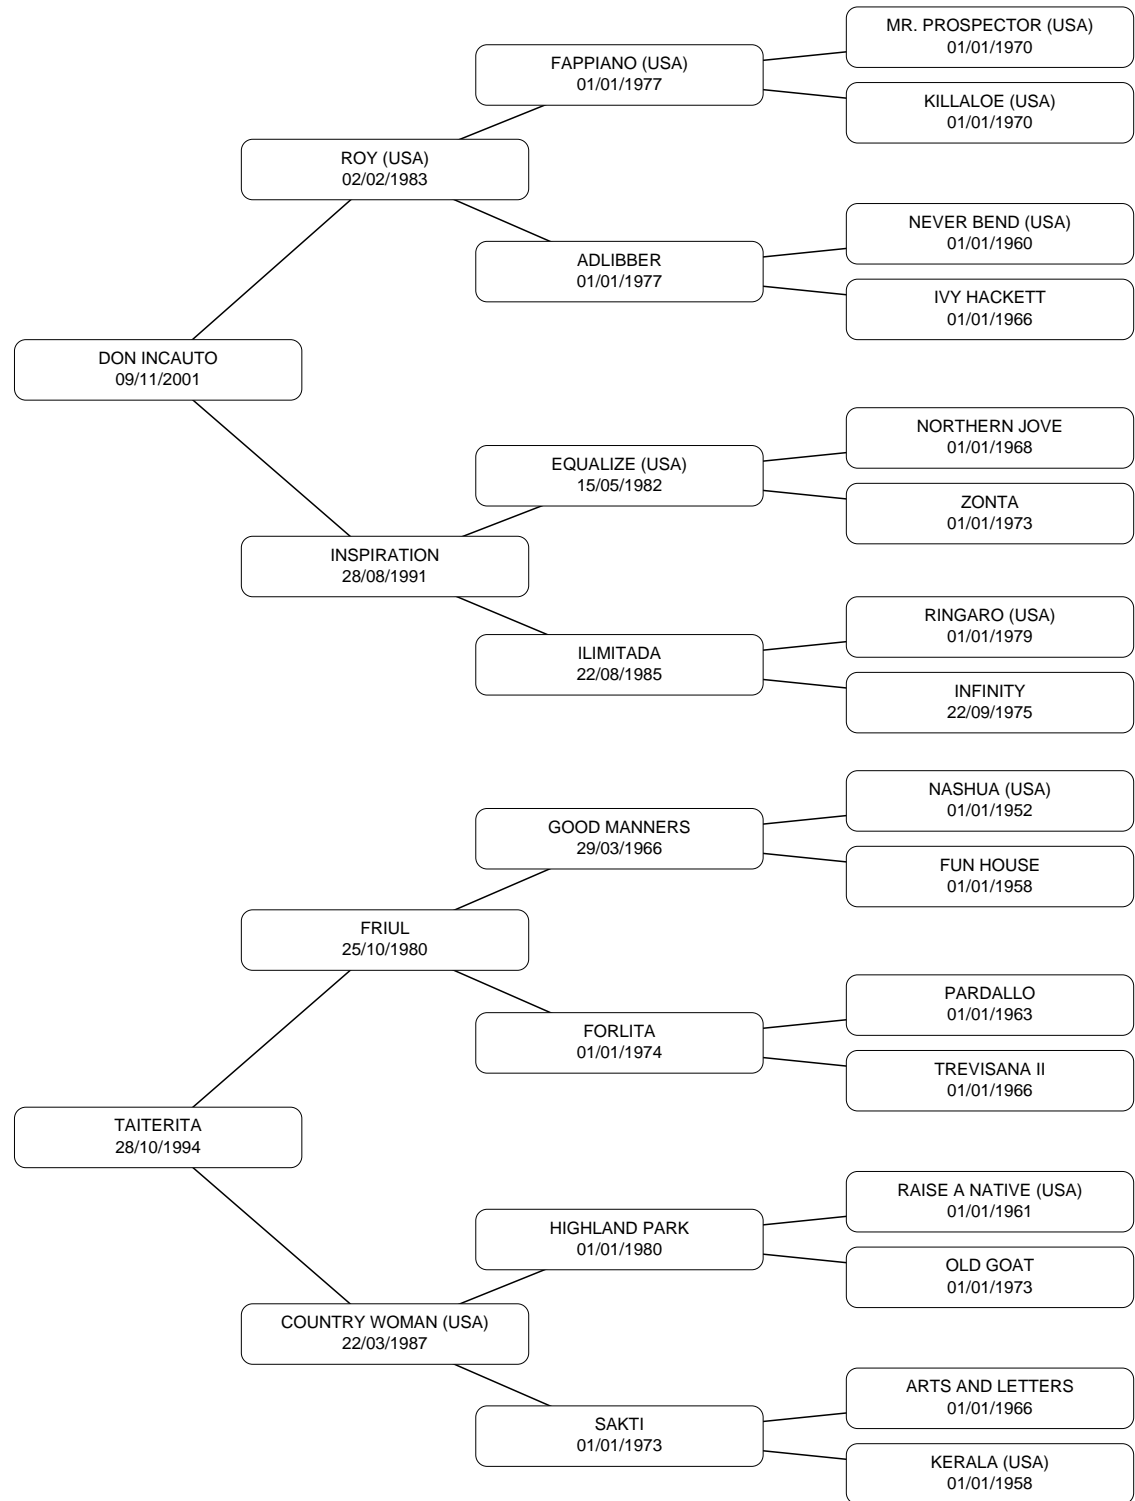 MR. PROSPECTOR (USA)
01/01/1970
FAPPIANO (USA)
01/01/1977
KILLALOE (USA)
01/01/1970
ROY (USA)
02/02/1983
NEVER BEND (USA)
01/01/1960
ADLIBBER
01/01/1977
IVY HACKETT
01/01/1966
DON INCAUTO
09/11/2001
NORTHERN JOVE
01/01/1968
EQUALIZE (USA)
15/05/1982
ZONTA
01/01/1973
INSPIRATION
28/08/1991
RINGARO (USA)
01/01/1979
ILIMITADA
22/08/1985
INFINITY
22/09/1975
NASHUA (USA)
01/01/1952
GOOD MANNERS
29/03/1966
FUN HOUSE
01/01/1958
FRIUL
25/10/1980
PARDALLO
01/01/1963
FORLITA
01/01/1974
TREVISANA II
01/01/1966
TAITERITA
28/10/1994
RAISE A NATIVE (USA)
01/01/1961
HIGHLAND PARK
01/01/1980
OLD GOAT
01/01/1973
COUNTRY WOMAN (USA)
22/03/1987
ARTS AND LETTERS
01/01/1966
SAKTI
01/01/1973
KERALA (USA)
01/01/1958